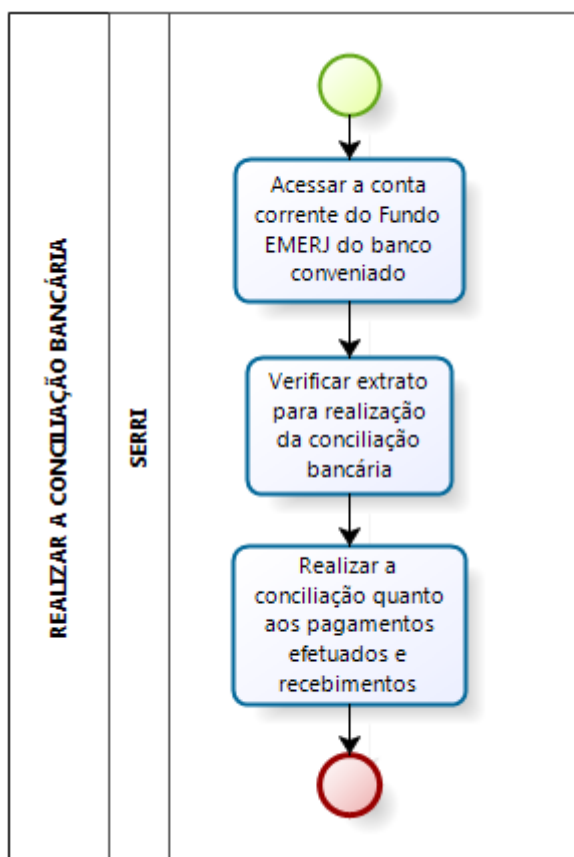 REALIZAR A CONCILIAÇÃO BANCÁRIA
SERRI
Acessar a conta
corrente do Fundo
EMERJ do banco
conveniado
Verificar extrato
para realização
da conciliação
bancária
Realizar a
conciliação quanto
aos pagamentos
efetuados e
recebimentos